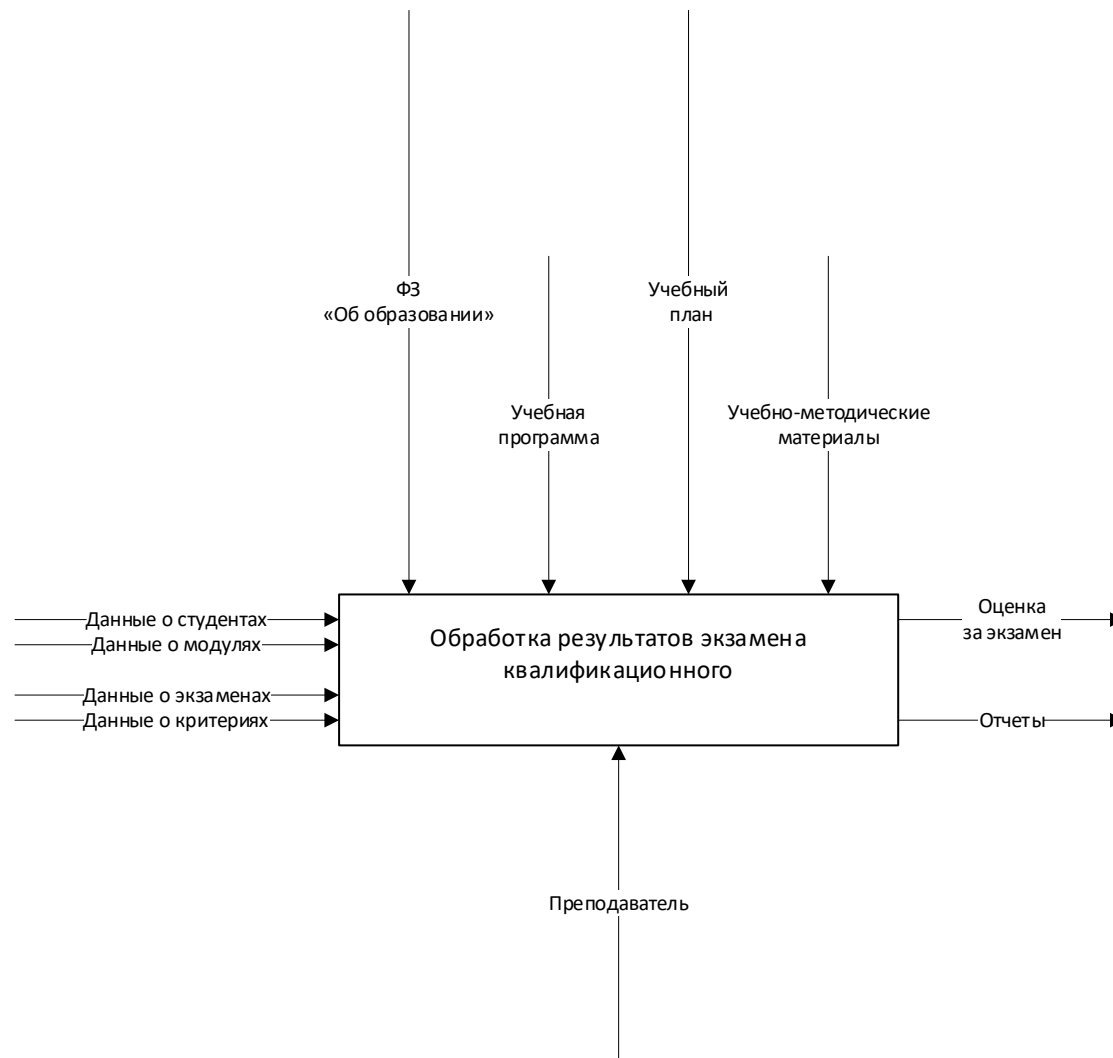 ФЗ
«Об образовании»
Учебный
план
Учебная
программа
Учебно-методические
материалы
Данные о студентах
Данные о модулях
Данные о экзаменах
Данные о критериях
Обработка результатов экзамена
квалификационного
Оценка
за экзамен
Отчеты
Преподаватель